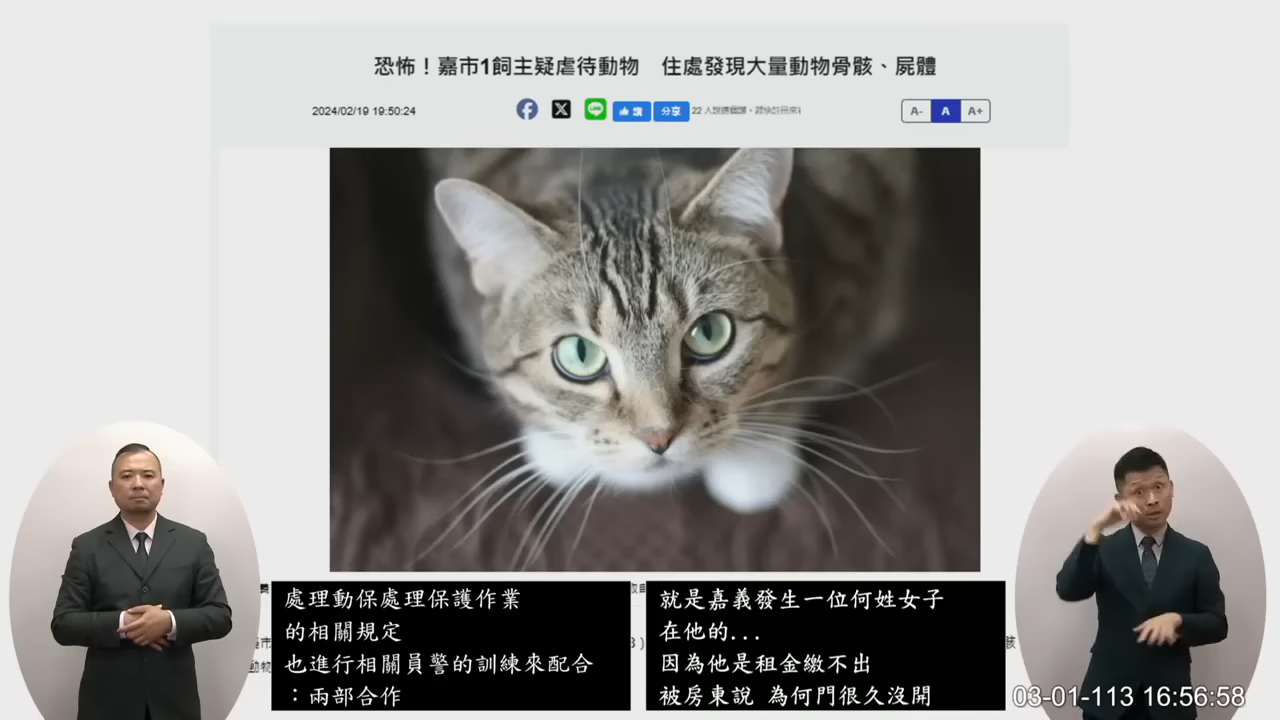 恐怖！嘉市1飼主疑虐待動物　住處發現大量動物骨骸、屍體
2024/02/19 19:50:24
LINE
讚
分享
A-
A
A+
處理動保處理保護作業
的相關規定
也進行相關員警的訓練來配合
：兩部合作
就是嘉義發生一位何姓女子
在他的...
因為他是租金繳不出
被房東說 為何門很久沒開
03-01-113 16:56:58